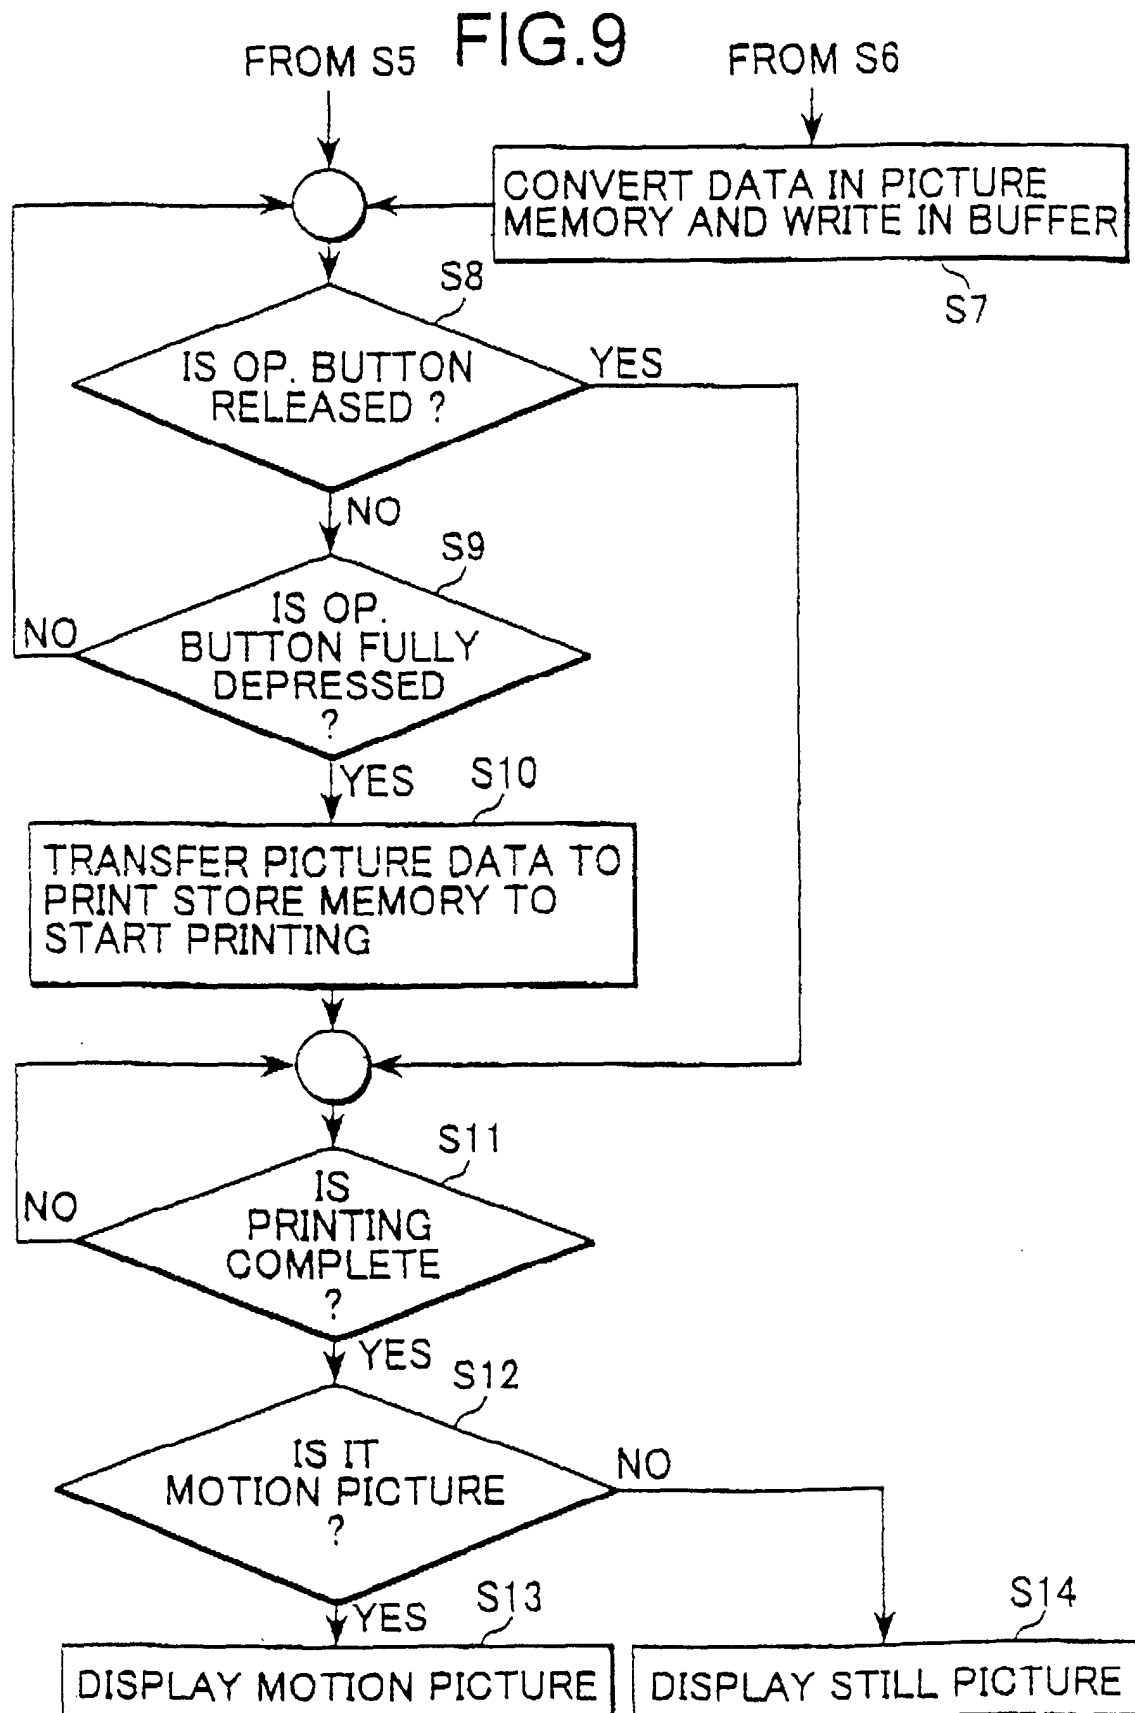 FIG.9
FROM S5
FROM S6
CONVERT DATA IN PICTURE
MEMORY AND WRITE IN BUFFER
S7
S8
IS OP. BUTTON
RELEASED ?
YES
NO
S9
IS OP.
BUTTON FULLY
DEPRESSED
?
NO
YES
S10
TRANSFER PICTURE DATA TO
PRINT STORE MEMORY TO
START PRINTING
S11
IS
PRINTING
COMPLETE
?
NO
YES
S12
IS IT
MOTION PICTURE
?
NO
YES
S13
DISPLAY MOTION PICTURE
S14
DISPLAY STILL PICTURE